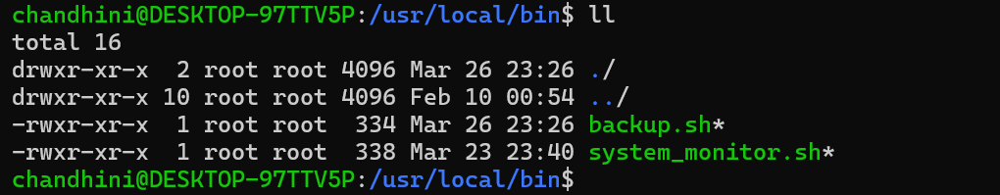 chandhini@DESKTOP-97TTV5P:/usr/local/bin$ ll
total 16
drwxr-xr-x  2 root root 4096 Mar 26 23:26 ./
drwxr-xr-x 10 root root 4096 Feb 10 00:54 ../
-rwxr-xr-x  1 root root  334 Mar 26 23:26 backup.sh*
-rwxr-xr-x  1 root root  338 Mar 23 23:40 system_monitor.sh*
chandhini@DESKTOP-97TTV5P:/usr/local/bin$